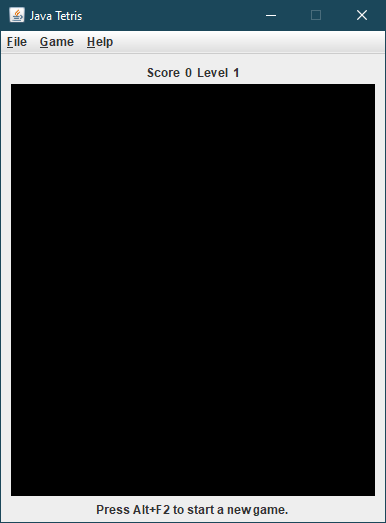 Java Tetris
File Game Help
Score 0 Level 1
Press Alt+F2 to start a new game.